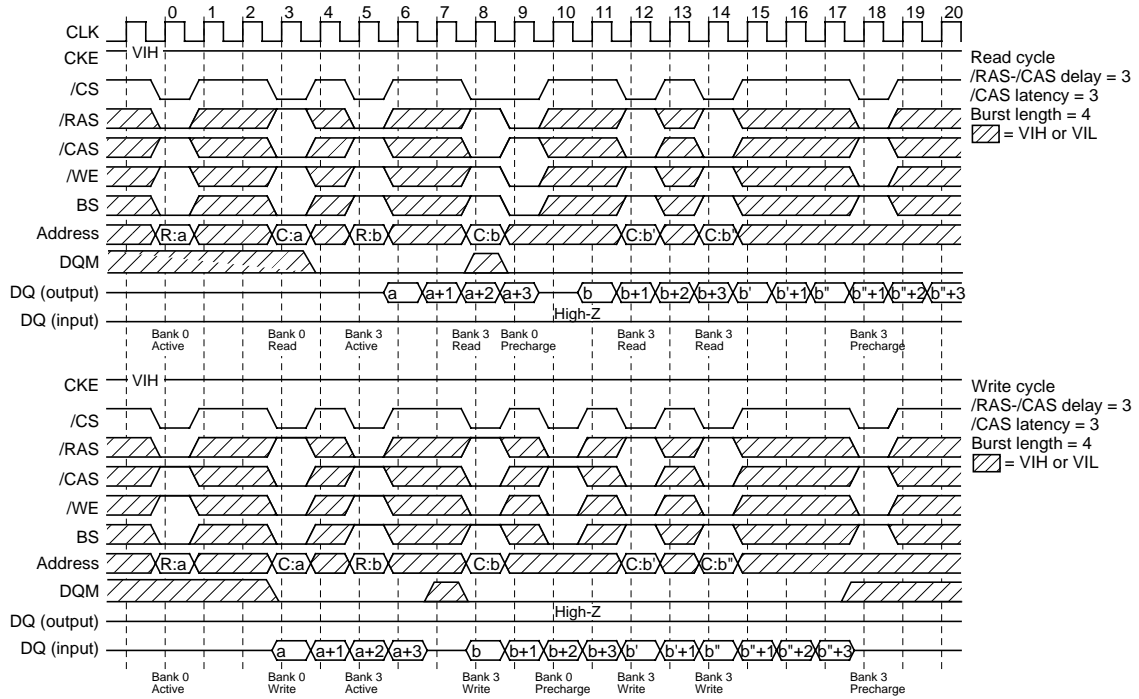 0 1 2 3 4 5 6 7 8 9 10 11 12 13 14 15 16 17 18 19 20
CLK
CKE VIH
/CS
/RAS
/CAS
/WE
BS
Address R:a C:a R:b C:b C:b' C:b"
DQM
DQ (output) a a+1 a+2 a+3 b b+1 b+2 b+3 b' b'+1 b" b"+1 b"+2 b"+3
DQ (input) High-Z
Bank 0 Active
Bank 0 Read
Bank 3 Active
Bank 3 Read
Bank 0 Precharge
Bank 3 Read
Bank 3 Read
Bank 3 Precharge
Read cycle
/RAS-/CAS delay = 3
/CAS latency = 3
Burst length = 4
= VIH or VIL
CKE VIH
/CS
/RAS
/CAS
/WE
BS
Address R:a C:a R:b C:b C:b' C:b"
DQM
High-Z
DQ (output)
DQ (input) a a+1 a+2 a+3 b b+1 b+2 b+3 b' b'+1 b" b"+1 b"+2 b"+3
Bank 0 Active
Bank 0 Write
Bank 3 Active
Bank 3 Write
Bank 0 Precharge
Bank 3 Write
Bank 3 Write
Bank 3 Precharge
Write cycle
/RAS-/CAS delay = 3
/CAS latency = 3
Burst length = 4
= VIH or VIL